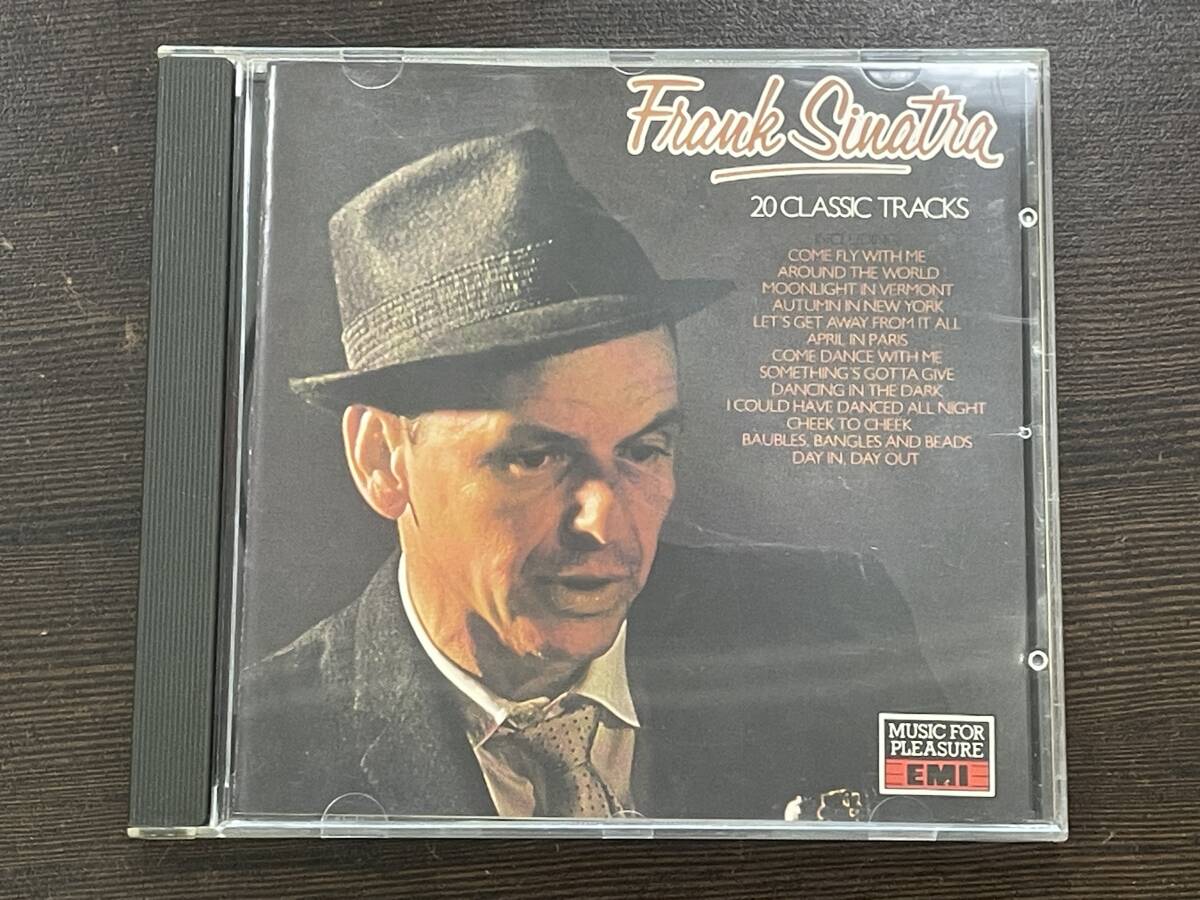 Frank Sinatra
20 CLASSIC TRACKS
INCLUDING
COME FLY WITH ME
AROUND THE WORLD
MOONLIGHT IN VERMONT
AUTUMN IN NEW YORK
LET'S GET AWAY FROM IT ALL
APRIL IN PARIS
COME DANCE WITH ME
SOMETHING'S GOTTA GIVE
DANCING IN THE DARK
I COULD HAVE DANCED ALL NIGHT
CHEEK TO CHEEK
BAUBLES, BANGLES AND BEADS
DAY IN, DAY OUT
MUSIC FOR
PLEASURE
EMI